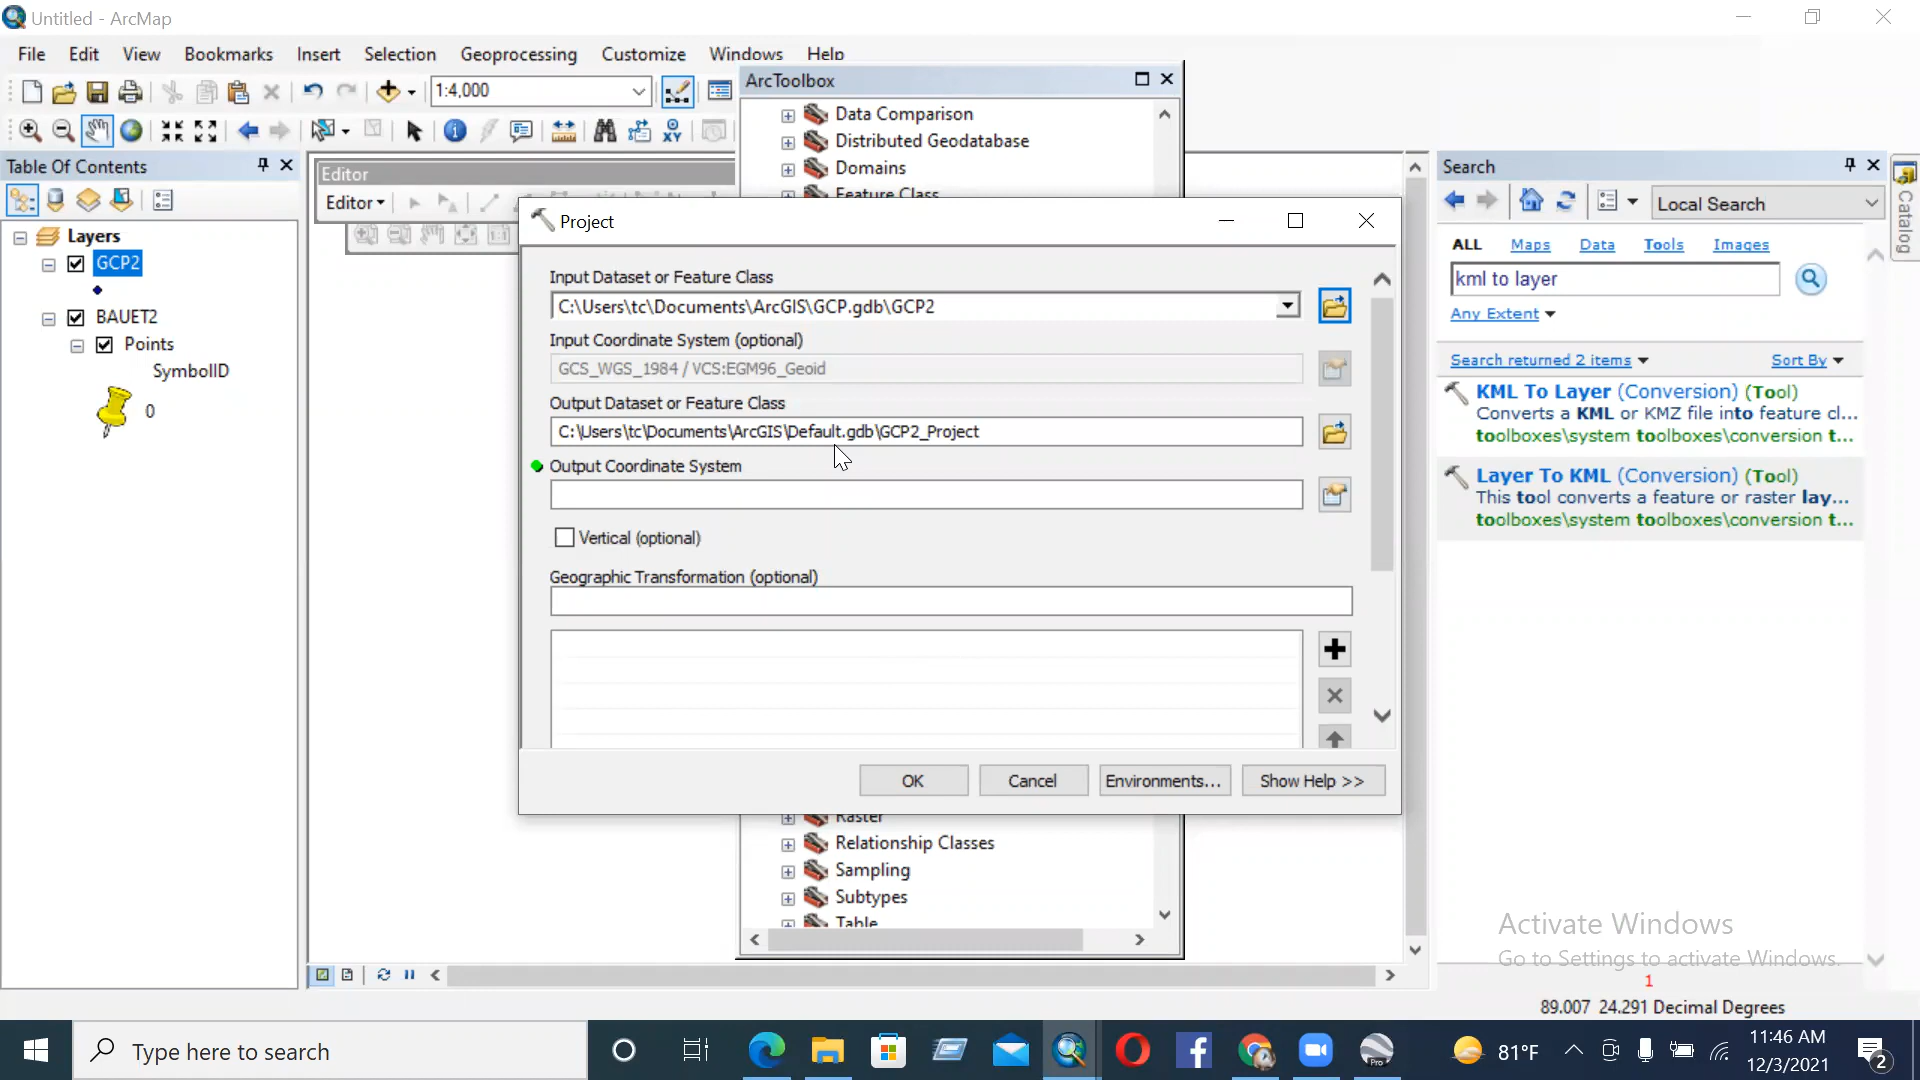 Untitled - ArcMap
File Edit View Bookmarks Insert Selection Geoprocessing Customize Windows Help
1:4,000
ArcToolbox
Data Comparison
Distributed Geodatabase
Domains
Feature Class
Table Of Contents
Editor
Editor
Layers
GCP2
BAUET2
Points
SymbolID
0
Project
Input Dataset or Feature Class
C:\Users\tc\Documents\ArcGIS\GCP.gdb\GCP2
Input Coordinate System (optional)
GCS_WGS_1984 / VCS:EGM96_Geoid
Output Dataset or Feature Class
C:\Users\tc\Documents\ArcGIS\Default.gdb\GCP2_Project
Output Coordinate System
Vertical (optional)
Geographic Transformation (optional)
OK Cancel Environments... Show Help >>
Raster
Relationship Classes
Sampling
Subtypes
Table
Search
Local Search
Catalog
ALL Maps Data Tools Images
kml to layer
Any Extent
Search returned 2 items Sort By
KML To Layer (Conversion) (Tool)
Converts a KML or KMZ file into feature cl...
toolboxes\system toolboxes\conversion t...
Layer To KML (Conversion) (Tool)
This tool converts a feature or raster lay...
toolboxes\system toolboxes\conversion t...
Activate Windows
Go to Settings to activate Windows.
1
89.007 24.291 Decimal Degrees
Type here to search
Pro
81°F
11:46 AM
12/3/2021
2